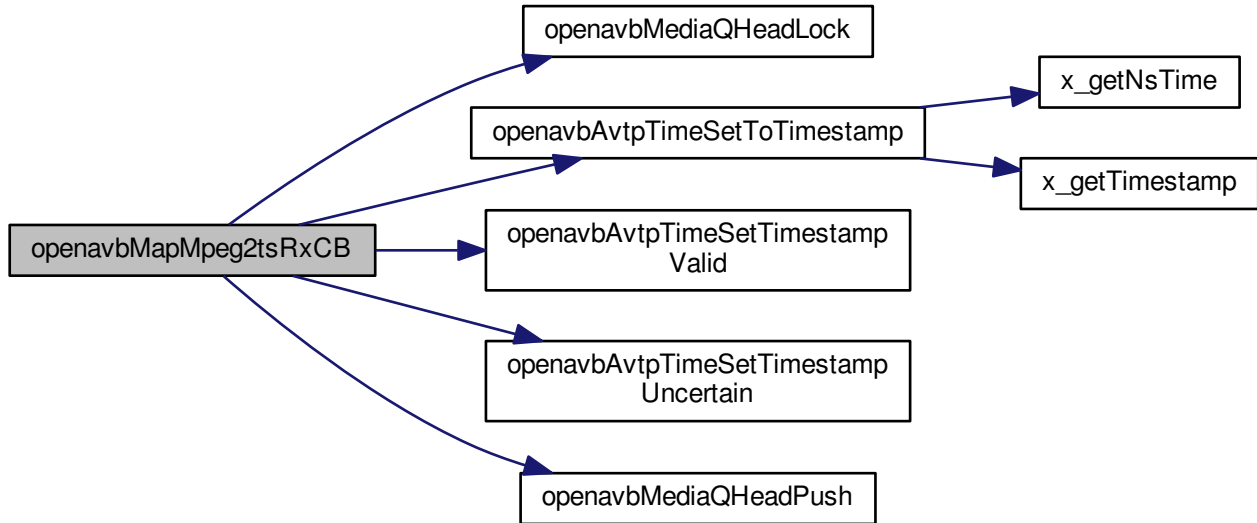 openavbMediaQHeadLock
x_getNsTime
openavbAvtpTimeSetToTimestamp
x_getTimestamp
openavbMapMpeg2tsRxCB
openavbAvtpTimeSetTimestamp
Valid
openavbAvtpTimeSetTimestamp
Uncertain
openavbMediaQHeadPush